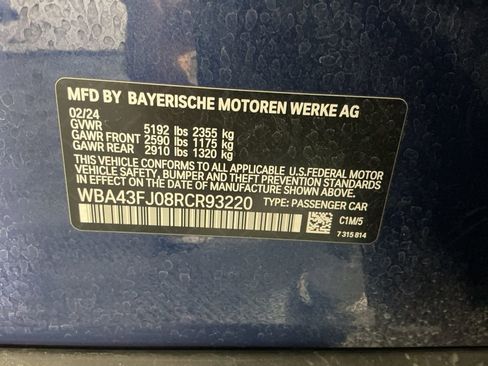 MFD BY BAYERISCHE MOTOREN WERKE AG
02/24
GVWR 5192 lbs 2355 kg
GAWR FRONT 2590 lbs 1175 kg
GAWR REAR 2910 lbs 1320 kg
THIS VEHICLE CONFORMS TO ALL APPLICABLE U.S.FEDERAL MOTOR
VEHICLE SAFETY, BUMPER, AND THEFT PREVENTION STANDARDS IN
EFFECT ON THE DATE OF MANUFACTURE SHOWN ABOVE.
WBA43FJ08RCR93220 TYPE: PASSENGER CAR
C1M/5
7 315 814